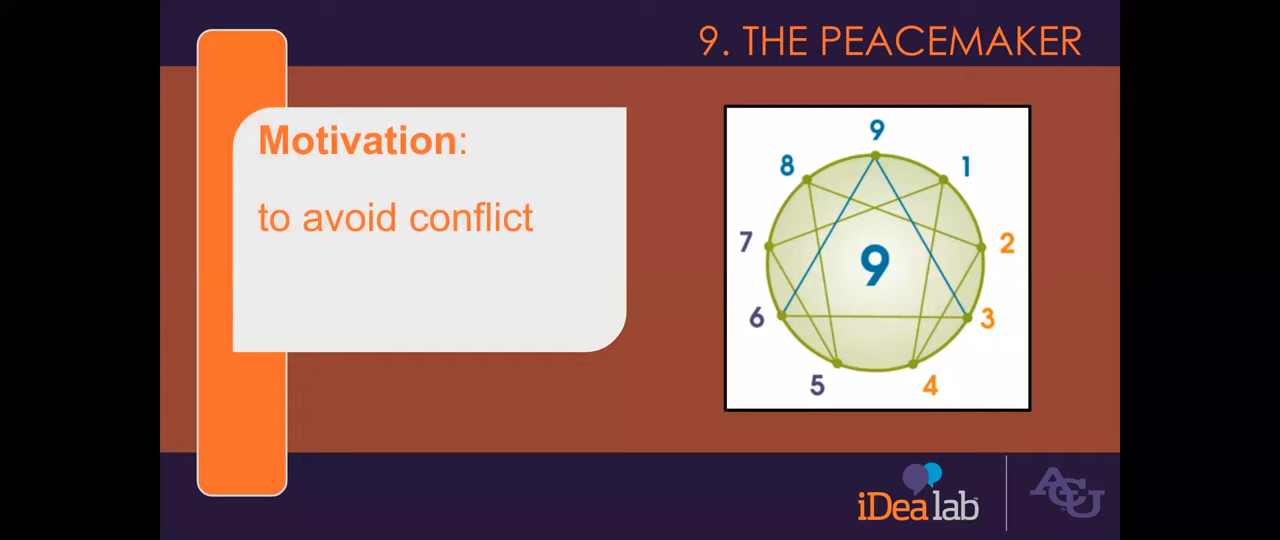 9. THE PEACEMAKER
Motivation:
to avoid conflict
9
8
1
7
2
9
6
3
5
4
iDea lab
ACU